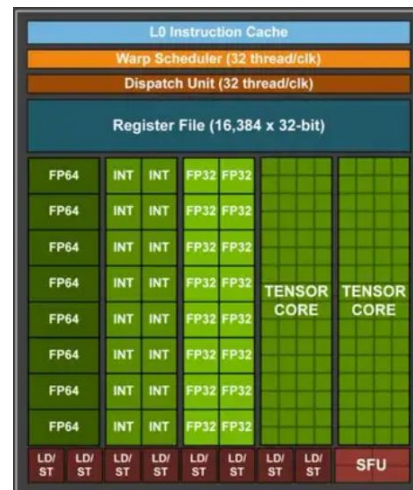 L0 Instruction Cache
Warp Scheduler (32 thread/clk)
Dispatch Unit (32 thread/clk)
Register File (16,384 x 32-bit)
FP64 INT INT FP32 FP32
FP64 INT INT FP32 FP32
FP64 INT INT FP32 FP32
FP64 INT INT FP32 FP32 TENSOR TENSOR
FP64 INT INT FP32 FP32 CORE CORE
FP64 INT INT FP32 FP32
FP64 INT INT FP32 FP32
FP64 INT INT FP32 FP32
LD/ LD/ LD/ LD/ LD/ LD/ LD/ LD/ SFU
ST ST ST ST ST ST ST ST